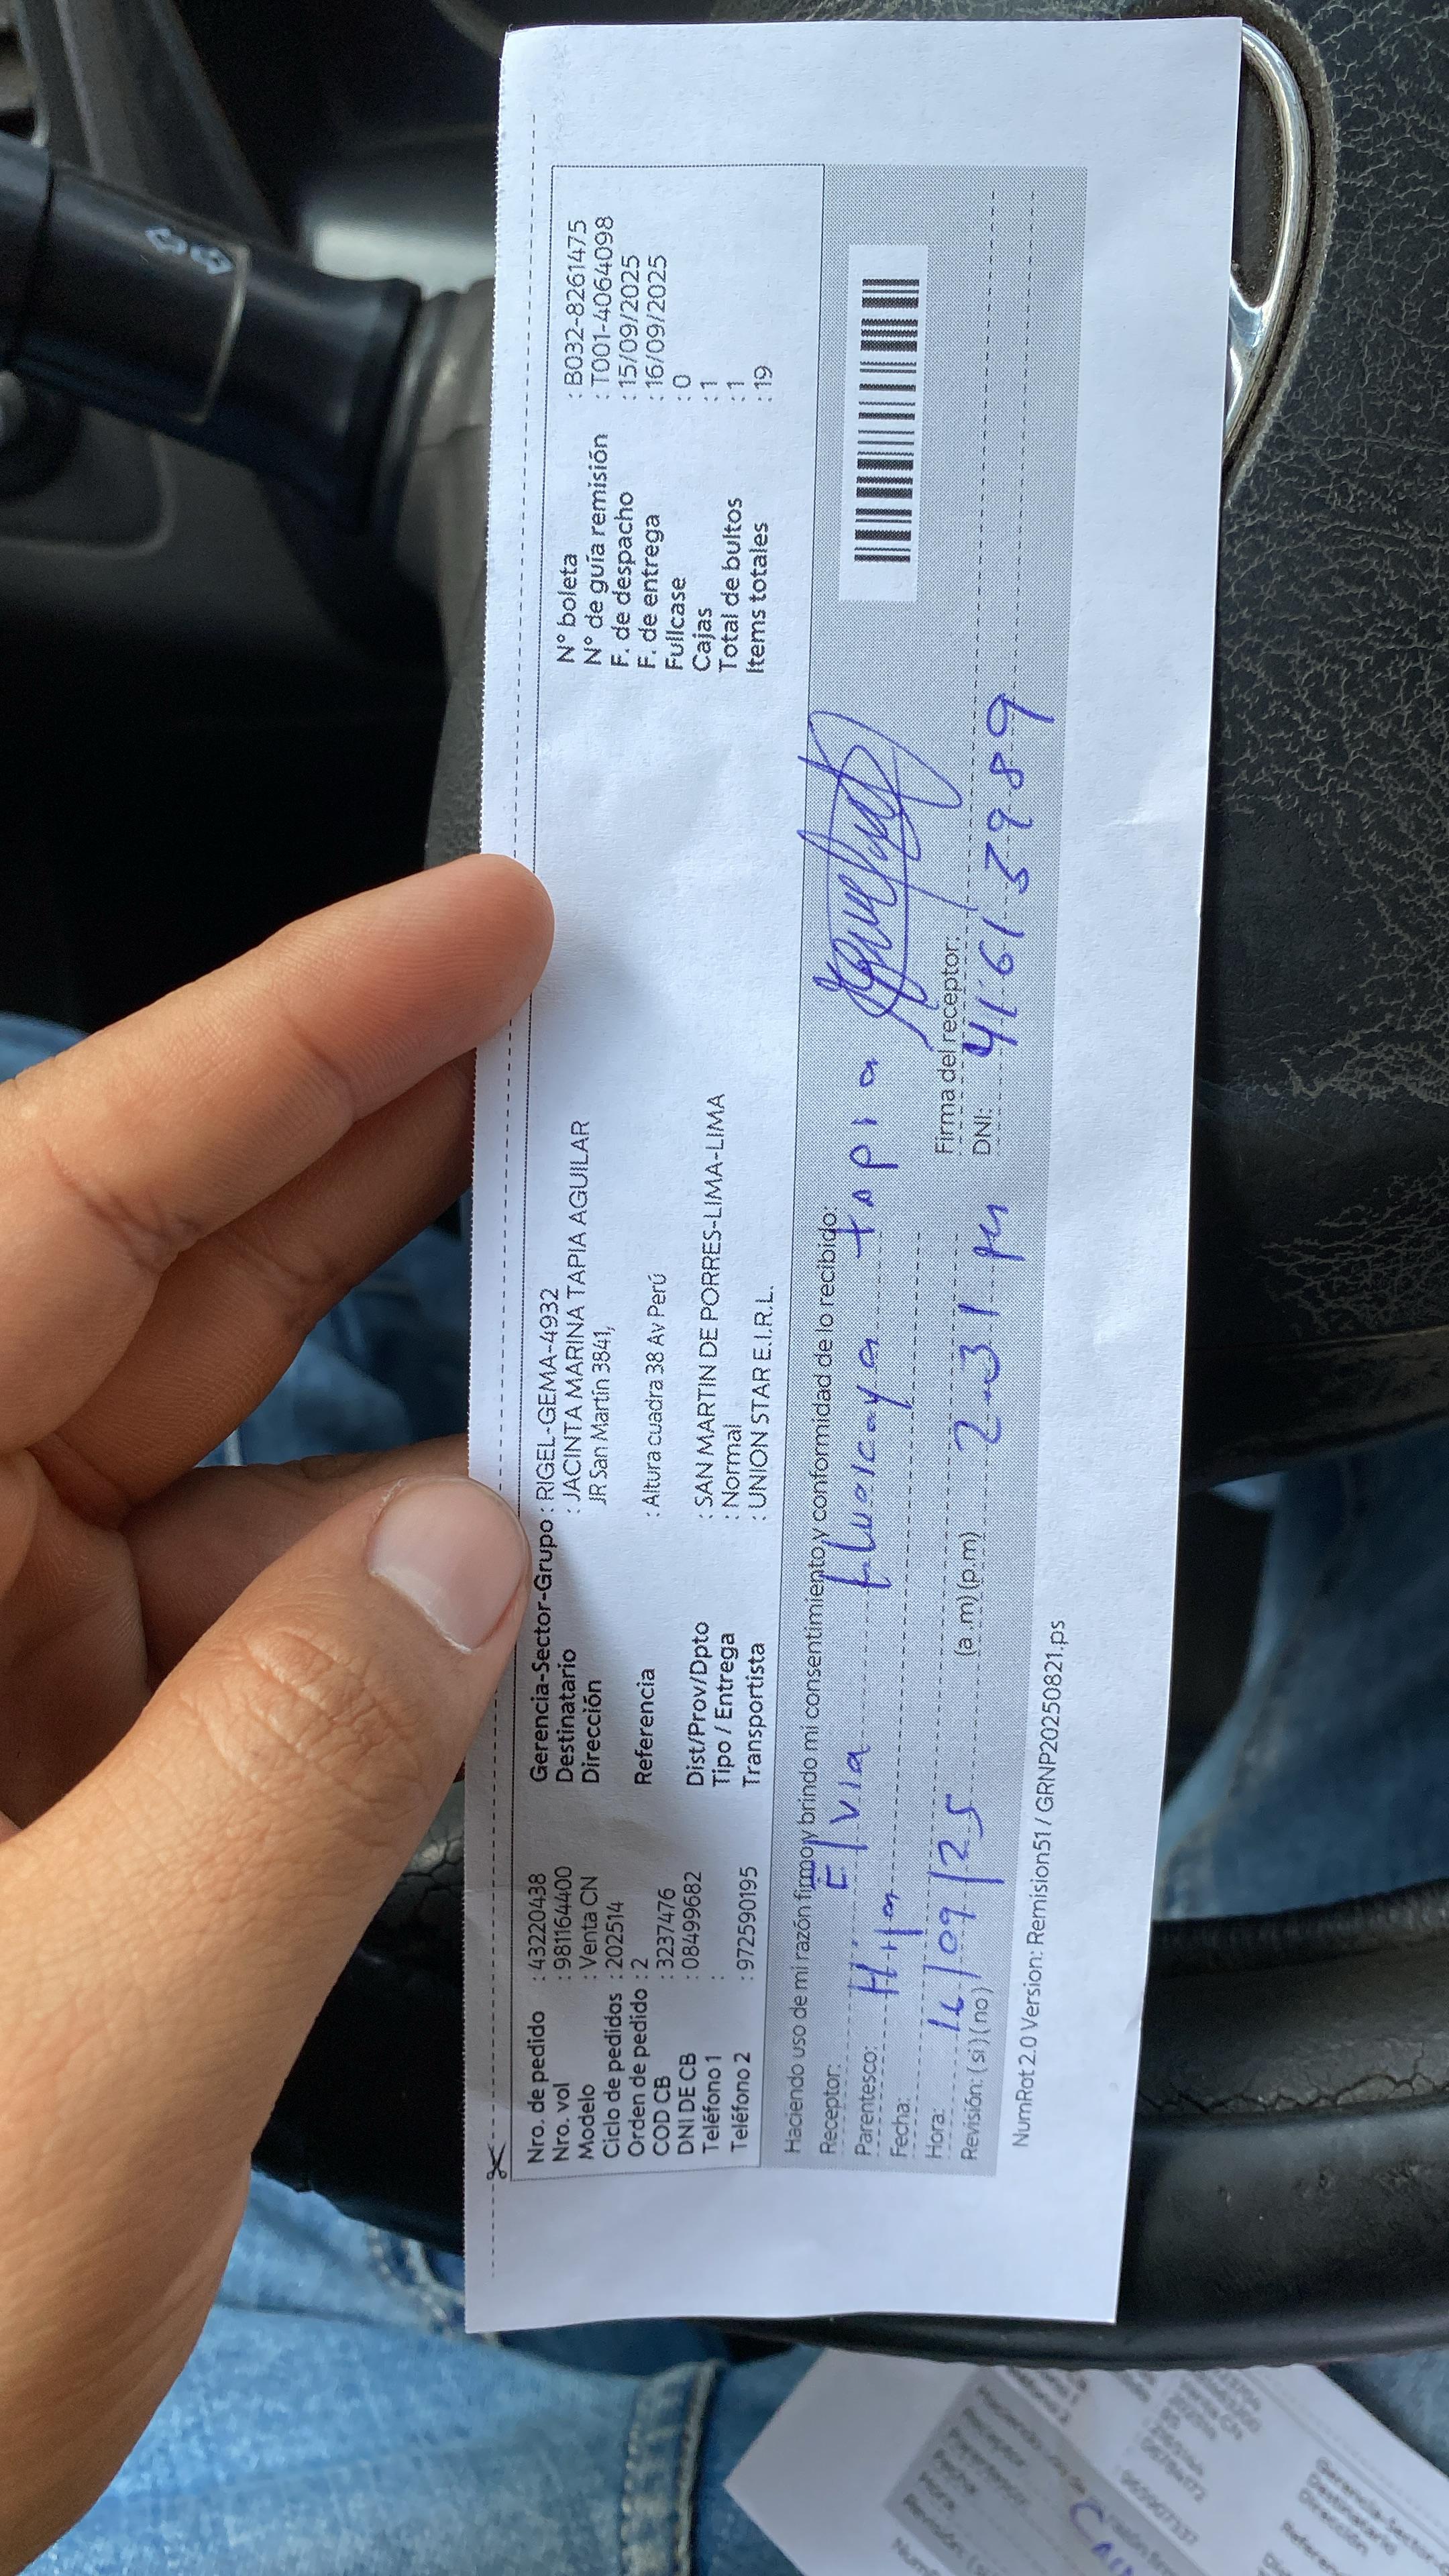 Nro. de pedido : 43220438
Nro. vol : 981164400
Modelo : Venta CN
Ciclo de pedidos : 202514
Orden de pedido : 2
COD CB : 3237476
DNI DE CB : 08499682
Teléfono 1 :
Teléfono 2 : 972590195
Gerencia-Sector-Grupo : RIGEL-GEMA-4932
Destinatario : JACINTA MARINA TAPIA AGUILAR
Dirección JR San Martín 3841,
Referencia : Altura cuadra 38 Av Perú
Dist/Prov/Dpto : SAN MARTIN DE PORRES-LIMA-LIMA
Tipo / Entrega : Normal
Transportista : UNION STAR E.I.R.L.
N° boleta : B032-8261475
N° de guía remisión : T001-4064098
F. de despacho : 15/09/2025
F. de entrega : 16/09/2025
Fullcase : 0
Cajas : 1
Total de bultos : 1
Items totales : 19
Haciendo uso de mi razón firmo y brindo mi consentimiento y conformidad de lo recibido:
Receptor: Elvia Huarcaya tapia
Parentesco: Hija
Fecha: 16/09/25
Hora: (a.m) (p.m) 2:31 pm
Revisión: (si) (no)
Firma del receptor:
DNI: 41613989
NumRot 2.0 Version: Remision51 / GRNP20250821.ps